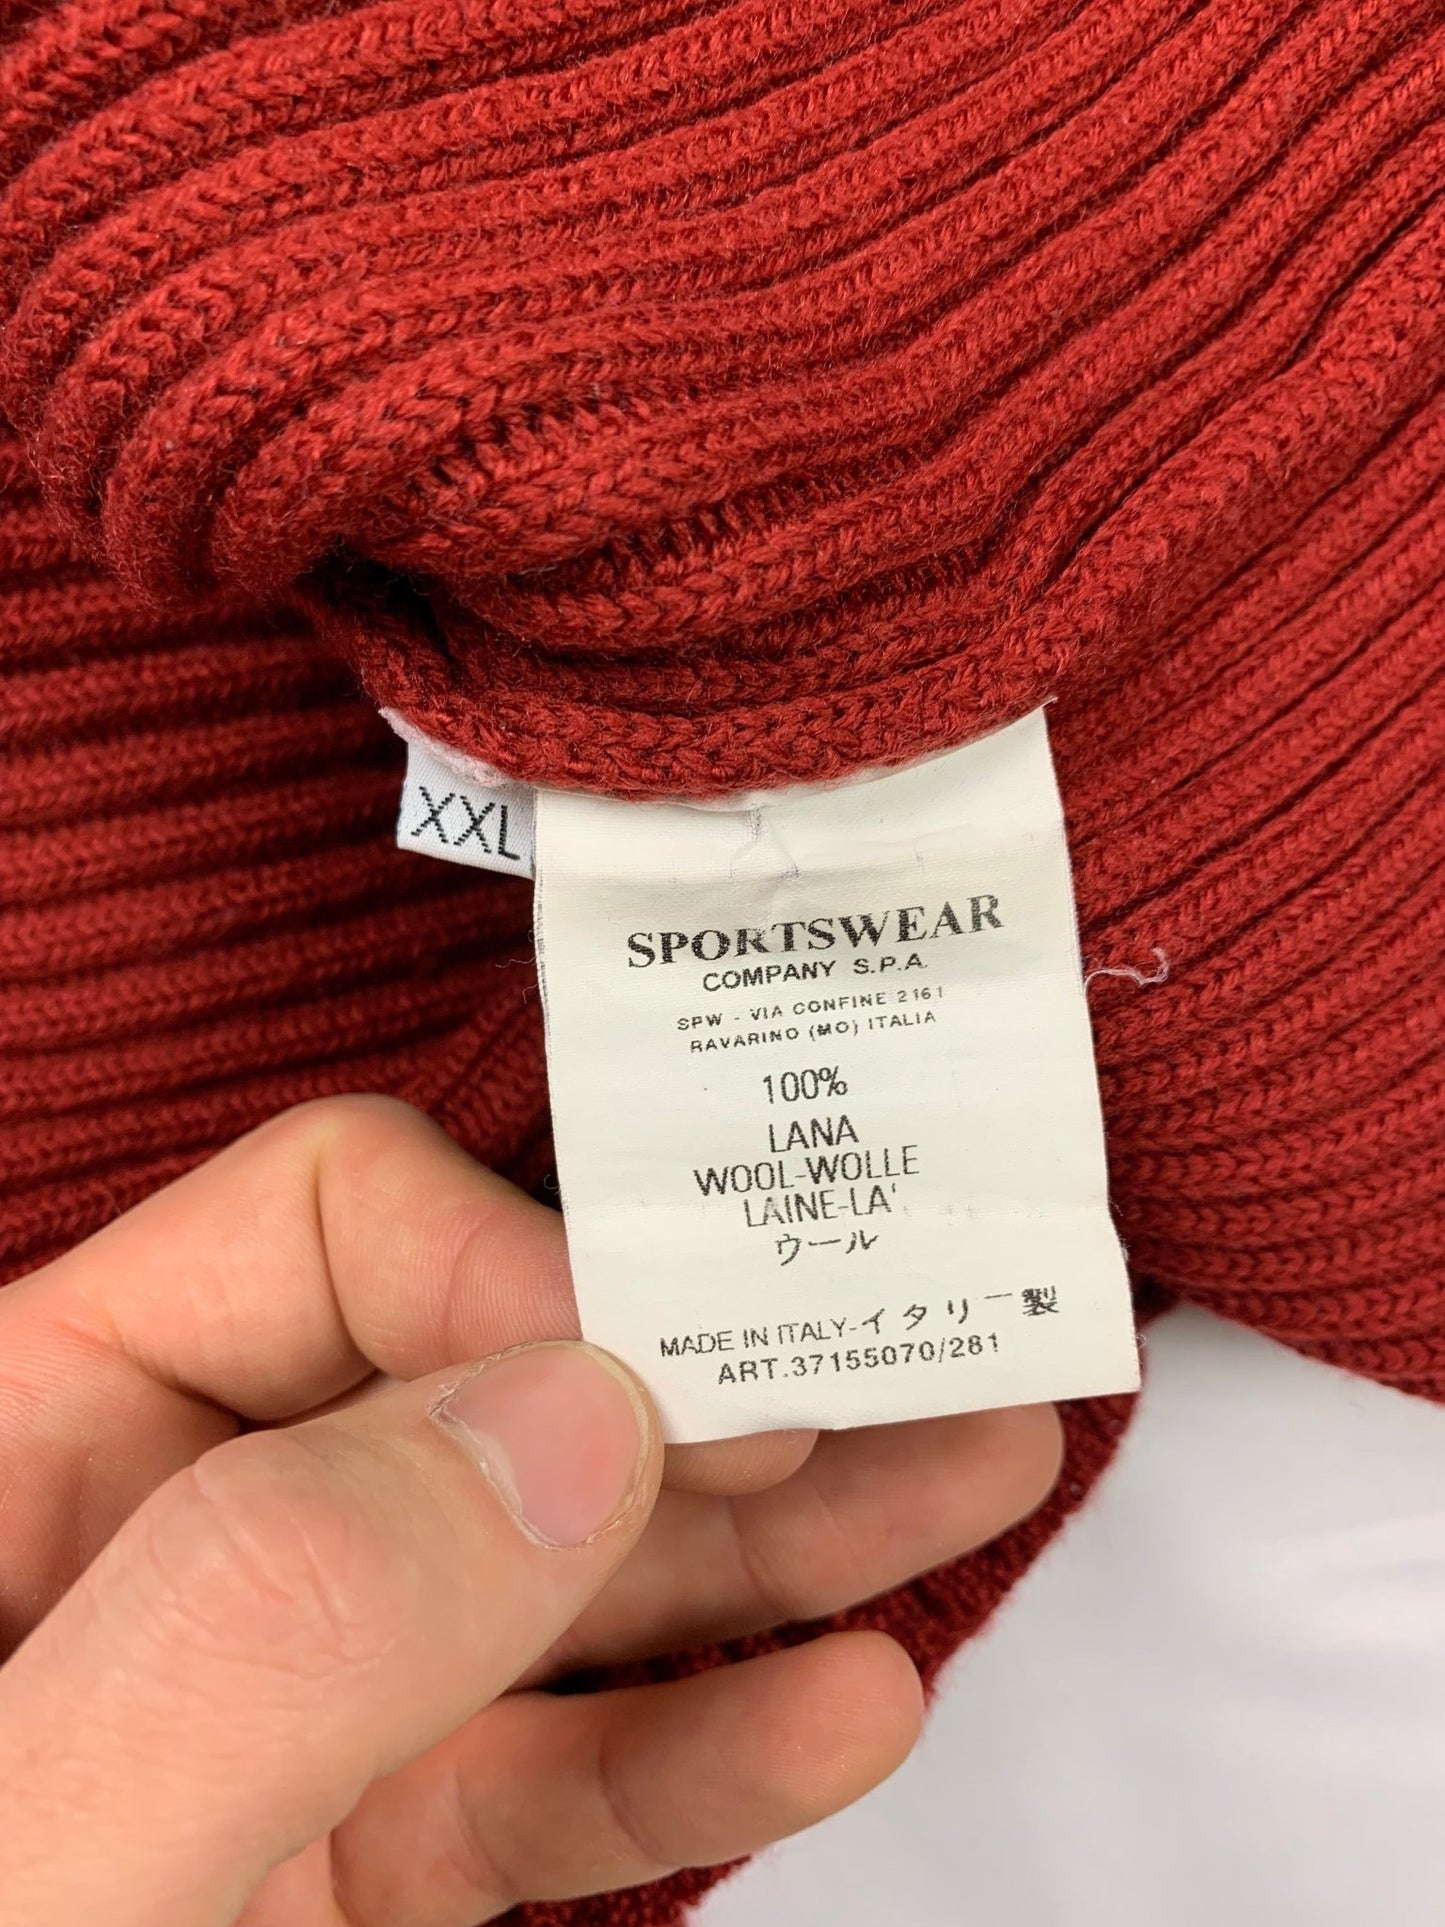 XXL
SPORTSWEAR
COMPANY S.P.A.
SPW - VIA CONFINE 2161
RAVARINO (MO) ITALIA
100%
LANA
WOOL-WOLLE
LAINE-LA'
ウール
MADE IN ITALY-イタリー製
ART.37155070/281